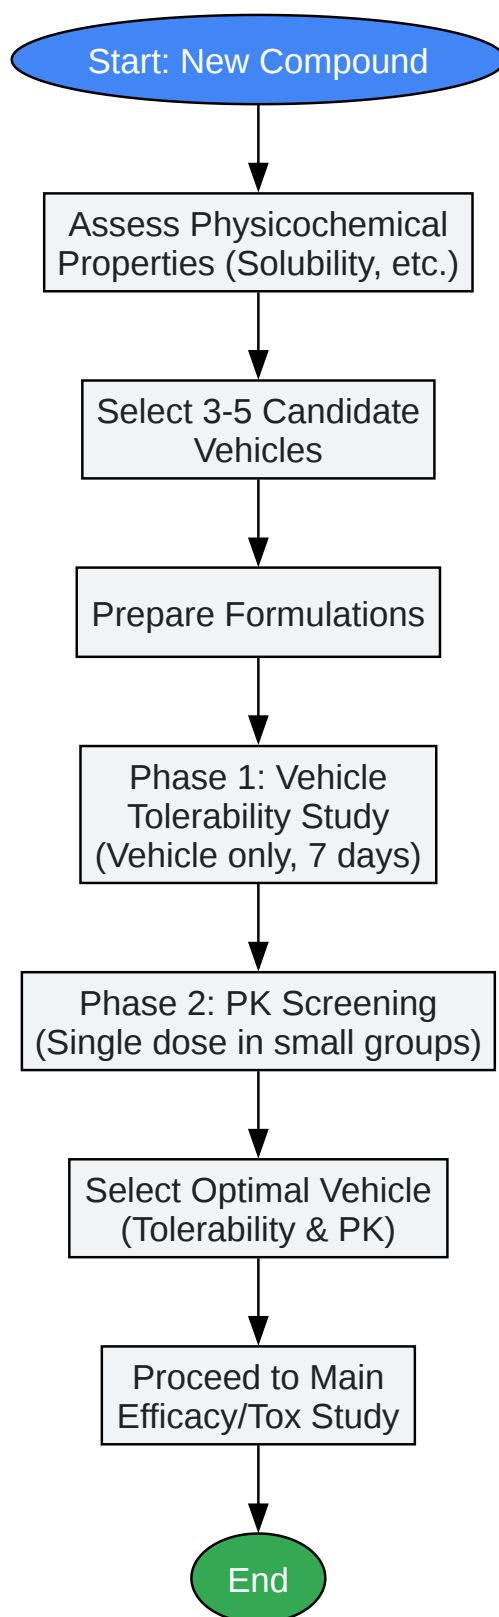 Start: New Compound
Assess Physicochemical
Properties (Solubility, etc.)
Select 3-5 Candidate
Vehicles
Prepare Formulations
Phase 1: Vehicle
Tolerability Study
(Vehicle only, 7 days)
Phase 2: PK Screening
(Single dose in small groups)
Select Optimal Vehicle
(Tolerability & PK)
Proceed to Main
Efficacy/Tox Study
End